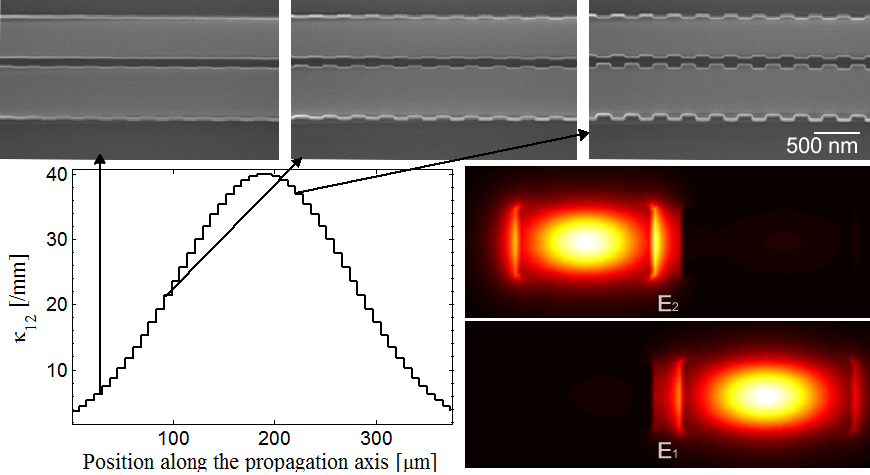 500 nm
40
30
20
10
κ12 [/mm]
100
200
300
Position along the propagation axis [μm]
E2
E1